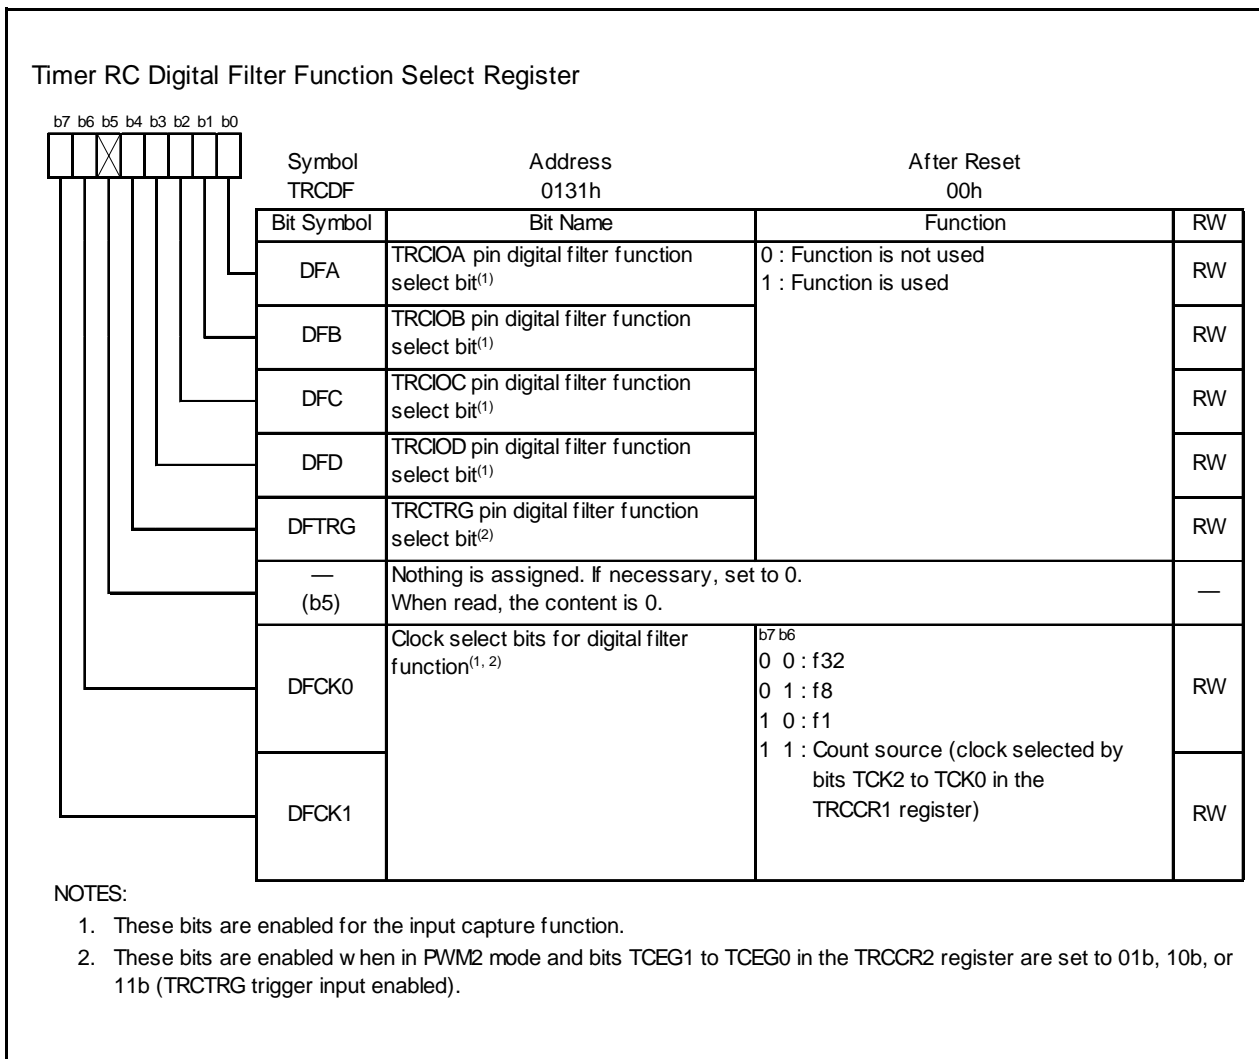 Timer RC Digital Filter Function Select Register
b7 b6 b5 b4 b3 b2 b1 b0
Symbol Address After Reset
TRCDF 0131h 00h
Bit Symbol Bit Name Function RW
DFA TRCIOA pin digital filter function select bit(1) 0 : Function is not used RW
1 : Function is used
DFB TRCIOB pin digital filter function select bit(1) RW
DFC TRCIOC pin digital filter function select bit(1) RW
DFD TRCIOD pin digital filter function select bit(1) RW
DFTRG TRCTRG pin digital filter function select bit(2) RW
— (b5) Nothing is assigned. If necessary, set to 0. —
When read, the content is 0.
DFCK0 Clock select bits for digital filter function(1, 2) RW
b7 b6
0 0 : f32
0 1 : f8
1 0 : f1
1 1 : Count source (clock selected by
bits TCK2 to TCK0 in the
TRCCR1 register)
DFCK1 RW
NOTES:
1. These bits are enabled for the input capture function.
2. These bits are enabled when in PWM2 mode and bits TCEG1 to TCEG0 in the TRCCR2 register are set to 01b, 10b, or
11b (TRCTRG trigger input enabled).